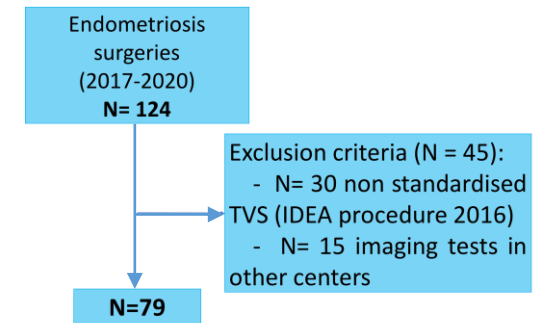 Endometriosis
surgeries
(2017-2020)
N= 124
Exclusion criteria (N = 45):
- N= 30 non standardised
TVS (IDEA procedure 2016)
- N= 15 imaging tests in
other centers
N=79